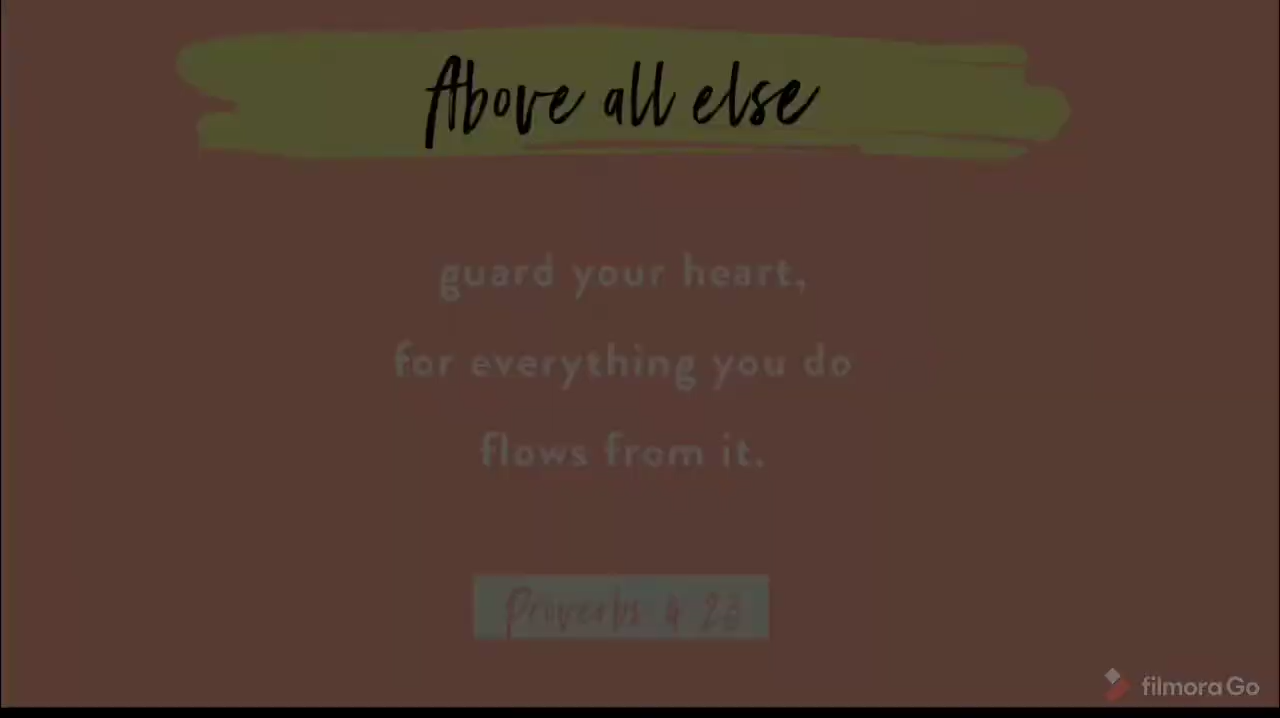 Above all else
guard your heart,
for everything you do
flows from it.
Proverbs 4 23
filmora Go